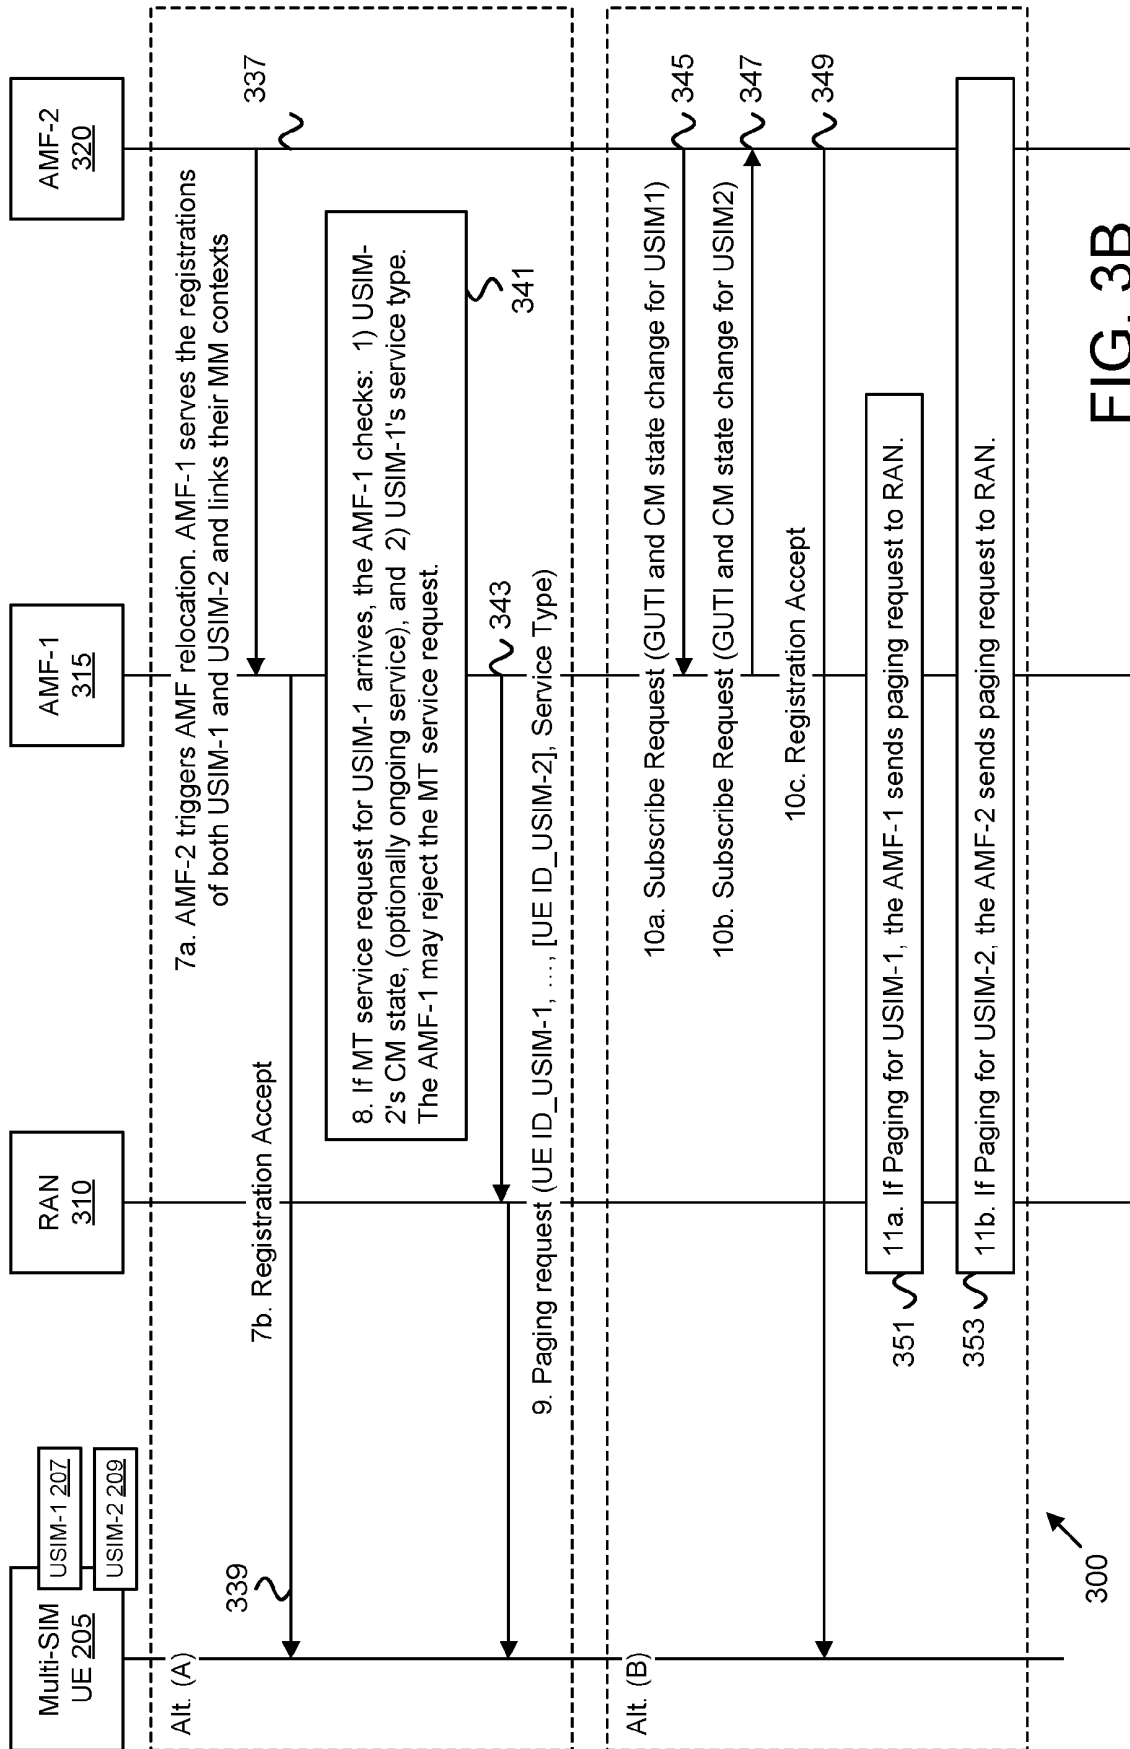 Multi-SIM
UE 205
USIM-1 207
USIM-2 209
RAN
310
AMF-1
315
AMF-2
320
Alt. (A)
7a. AMF-2 triggers AMF relocation. AMF-1 serves the registrations
of both USIM-1 and USIM-2 and links their MM contexts
337
7b. Registration Accept
339
8. If MT service request for USIM-1 arrives, the AMF-1 checks: 1) USIM-
2's CM state, (optionally ongoing service), and 2) USIM-1's service type.
The AMF-1 may reject the MT service request.
341
343
9. Paging request (UE ID_USIM-1, ..., [UE ID_USIM-2], Service Type)
Alt. (B)
10a. Subscribe Request (GUTI and CM state change for USIM1)
345
10b. Subscribe Request (GUTI and CM state change for USIM2)
347
10c. Registration Accept
349
11a. If Paging for USIM-1, the AMF-1 sends paging request to RAN.
351
11b. If Paging for USIM-2, the AMF-2 sends paging request to RAN.
353
300
FIG. 3B